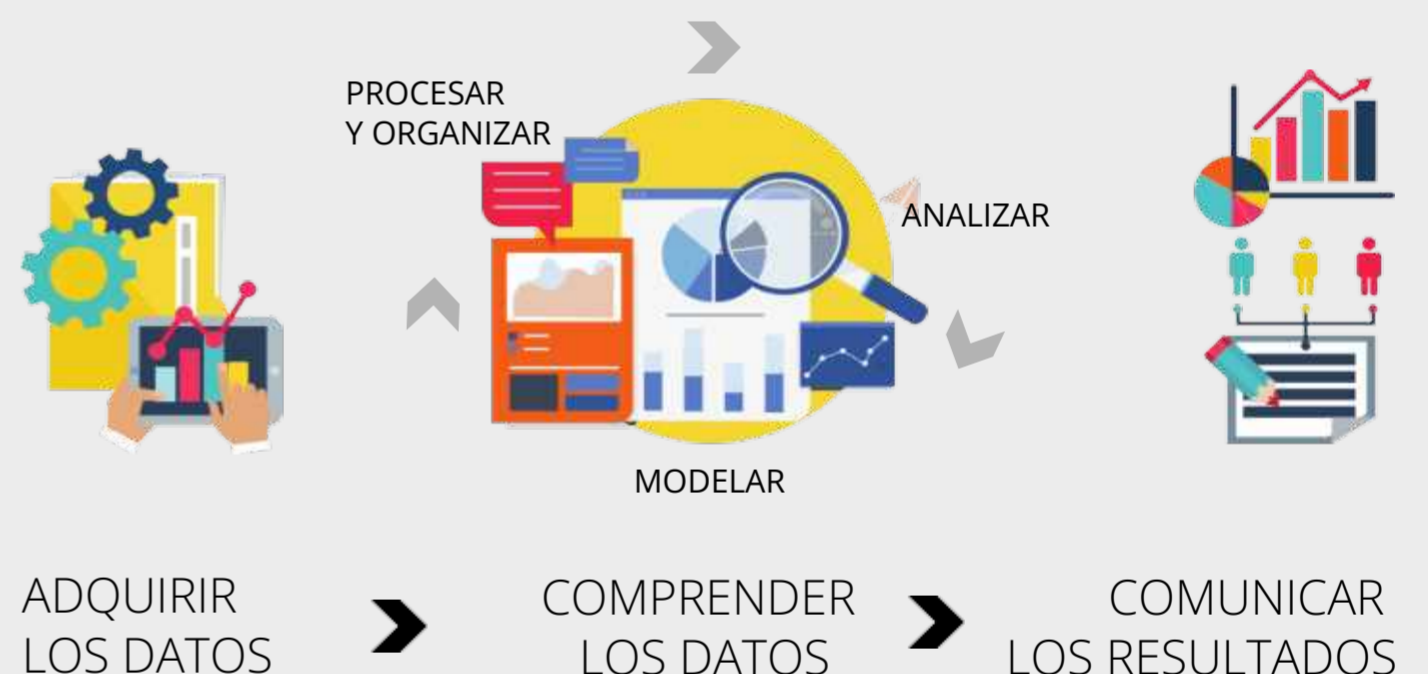 PROCESAR
Y ORGANIZAR
ANALIZAR
MODELAR
ADQUIRIR
LOS DATOS
COMPRENDER
LOS DATOS
COMUNICAR
LOS RESULTADOS